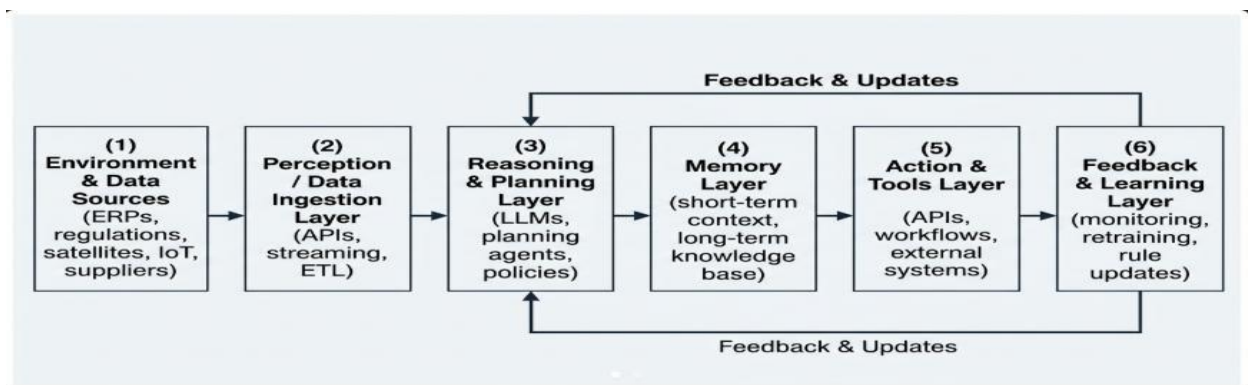 Feedback & Updates
(1)
Environment
& Data
Sources
(ERPs,
regulations,
satellites, IoT,
suppliers)
(2)
Perception
/ Data
Ingestion
Layer
(APIs,
streaming,
ETL)
(3)
Reasoning
& Planning
Layer
(LLMs,
planning
agents,
policies)
(4)
Memory
Layer
(short-term
context,
long-term
knowledge
base)
(5)
Action &
Tools Layer
(APIs,
workflows,
external
systems)
(6)
Feedback
& Learning
Layer
(monitoring,
retraining,
rule
updates)
Feedback & Updates